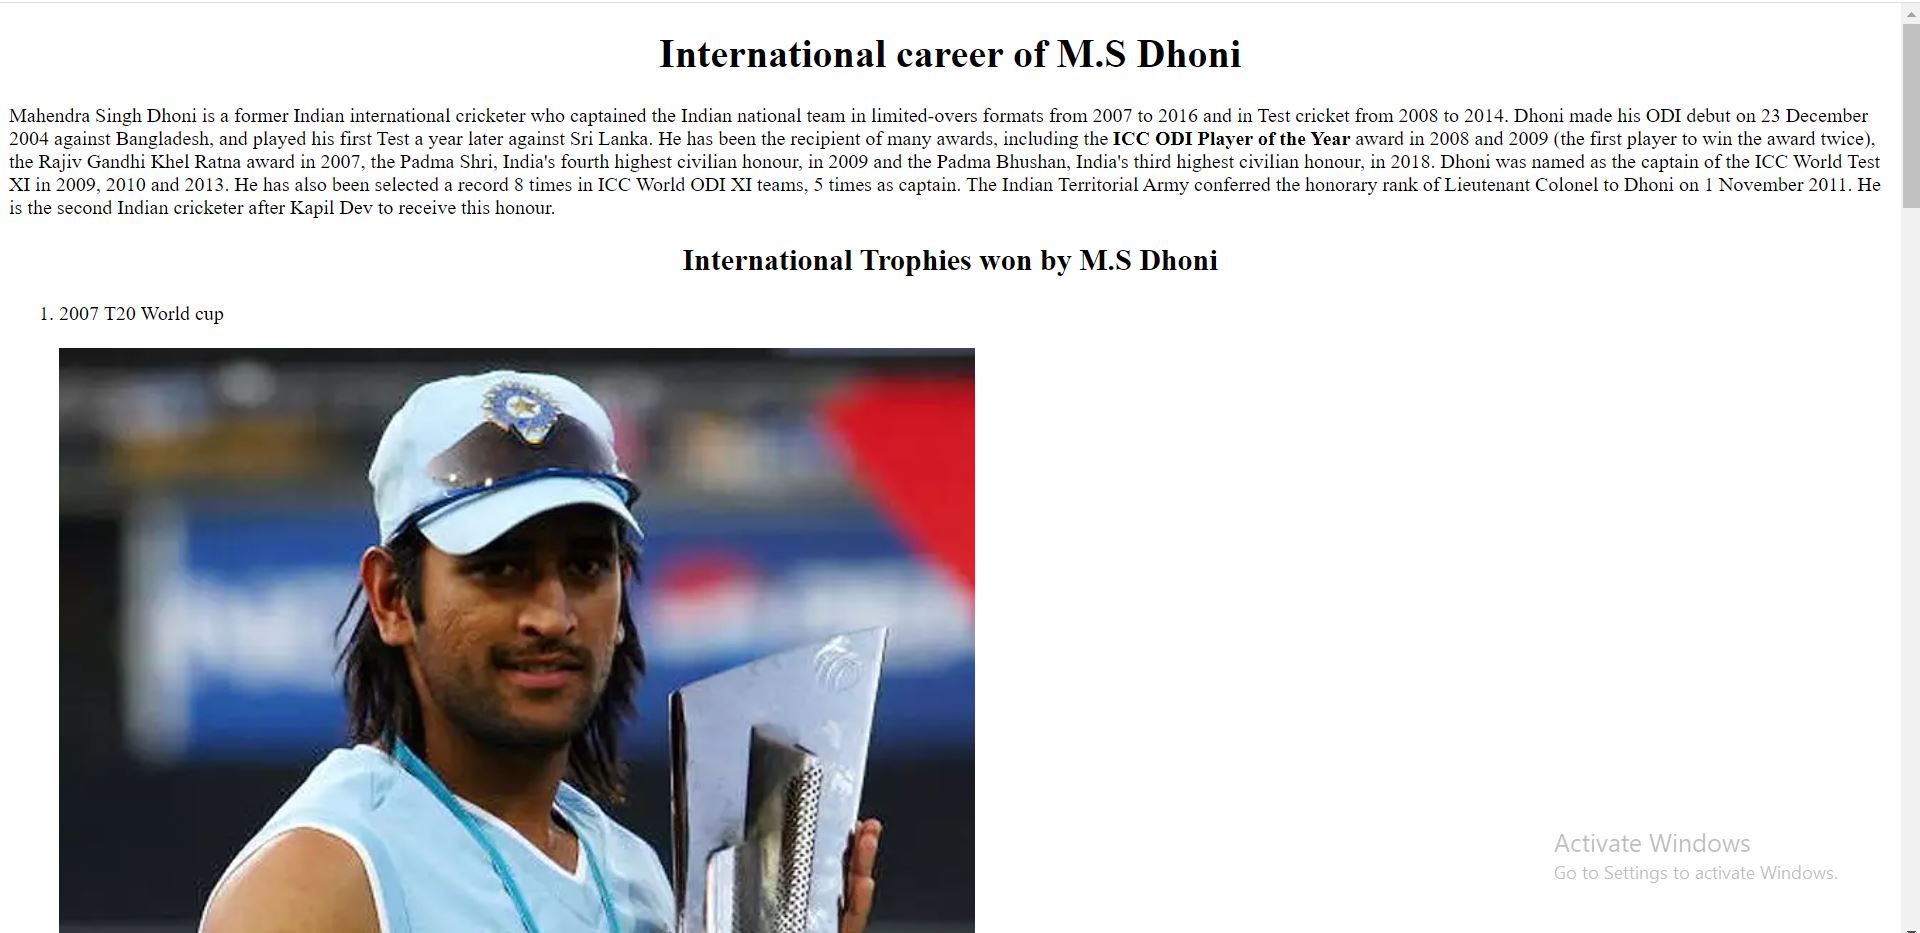 International career of M.S Dhoni
Mahendra Singh Dhoni is a former Indian international cricketer who captained the Indian national team in limited-overs formats from 2007 to 2016 and in Test cricket from 2008 to 2014. Dhoni made his ODI debut on 23 December
2004 against Bangladesh, and played his first Test a year later against Sri Lanka. He has been the recipient of many awards, including the ICC ODI Player of the Year award in 2008 and 2009 (the first player to win the award twice),
the Rajiv Gandhi Khel Ratna award in 2007, the Padma Shri, India's fourth highest civilian honour, in 2009 and the Padma Bhushan, India's third highest civilian honour, in 2018. Dhoni was named as the captain of the ICC World Test
XI in 2009, 2010 and 2013. He has also been selected a record 8 times in ICC World ODI XI teams, 5 times as captain. The Indian Territorial Army conferred the honorary rank of Lieutenant Colonel to Dhoni on 1 November 2011. He
is the second Indian cricketer after Kapil Dev to receive this honour.
International Trophies won by M.S Dhoni
1. 2007 T20 World cup
Activate Windows
Go to Settings to activate Windows.